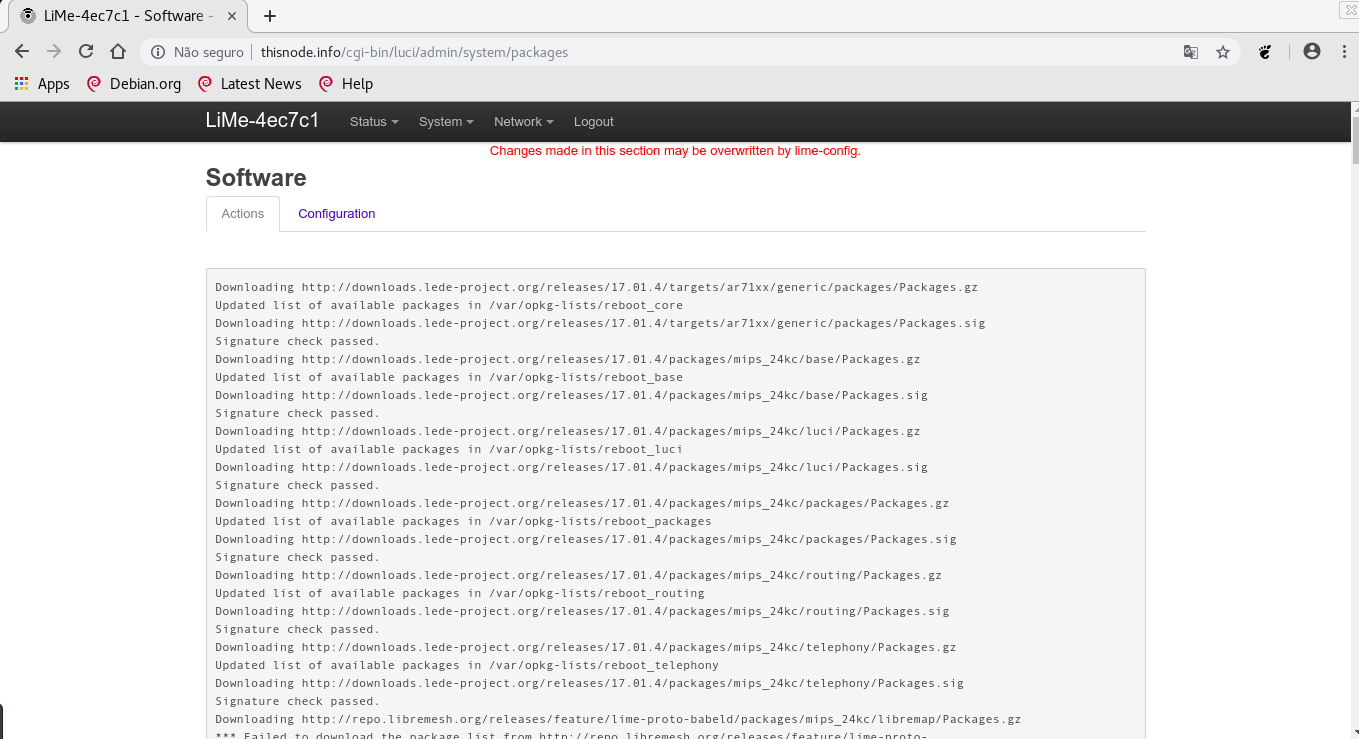 LiMe-4ec7c1 - Software -
Não seguro | thisnode.info/cgi-bin/luci/admin/system/packages
Apps Debian.org Latest News Help
LiMe-4ec7c1 Status System Network Logout
Changes made in this section may be overwritten by lime-config.
Software
Actions Configuration
Downloading http://downloads.lede-project.org/releases/17.01.4/targets/ar71xx/generic/packages/Packages.gz
Updated list of available packages in /var/opkg-lists/reboot_core
Downloading http://downloads.lede-project.org/releases/17.01.4/targets/ar71xx/generic/packages/Packages.sig
Signature check passed.
Downloading http://downloads.lede-project.org/releases/17.01.4/packages/mips_24kc/base/Packages.gz
Updated list of available packages in /var/opkg-lists/reboot_base
Downloading http://downloads.lede-project.org/releases/17.01.4/packages/mips_24kc/base/Packages.sig
Signature check passed.
Downloading http://downloads.lede-project.org/releases/17.01.4/packages/mips_24kc/luci/Packages.gz
Updated list of available packages in /var/opkg-lists/reboot_luci
Downloading http://downloads.lede-project.org/releases/17.01.4/packages/mips_24kc/luci/Packages.sig
Signature check passed.
Downloading http://downloads.lede-project.org/releases/17.01.4/packages/mips_24kc/packages/Packages.gz
Updated list of available packages in /var/opkg-lists/reboot_packages
Downloading http://downloads.lede-project.org/releases/17.01.4/packages/mips_24kc/packages/Packages.sig
Signature check passed.
Downloading http://downloads.lede-project.org/releases/17.01.4/packages/mips_24kc/routing/Packages.gz
Updated list of available packages in /var/opkg-lists/reboot_routing
Downloading http://downloads.lede-project.org/releases/17.01.4/packages/mips_24kc/routing/Packages.sig
Signature check passed.
Downloading http://downloads.lede-project.org/releases/17.01.4/packages/mips_24kc/telephony/Packages.gz
Updated list of available packages in /var/opkg-lists/reboot_telephony
Downloading http://downloads.lede-project.org/releases/17.01.4/packages/mips_24kc/telephony/Packages.sig
Signature check passed.
Downloading http://repo.libremesh.org/releases/feature/lime-proto-babeld/packages/mips_24kc/libremap/Packages.gz
*** Failed to download the package list from http://repo.libremesh.org/releases/feature/lime-proto-